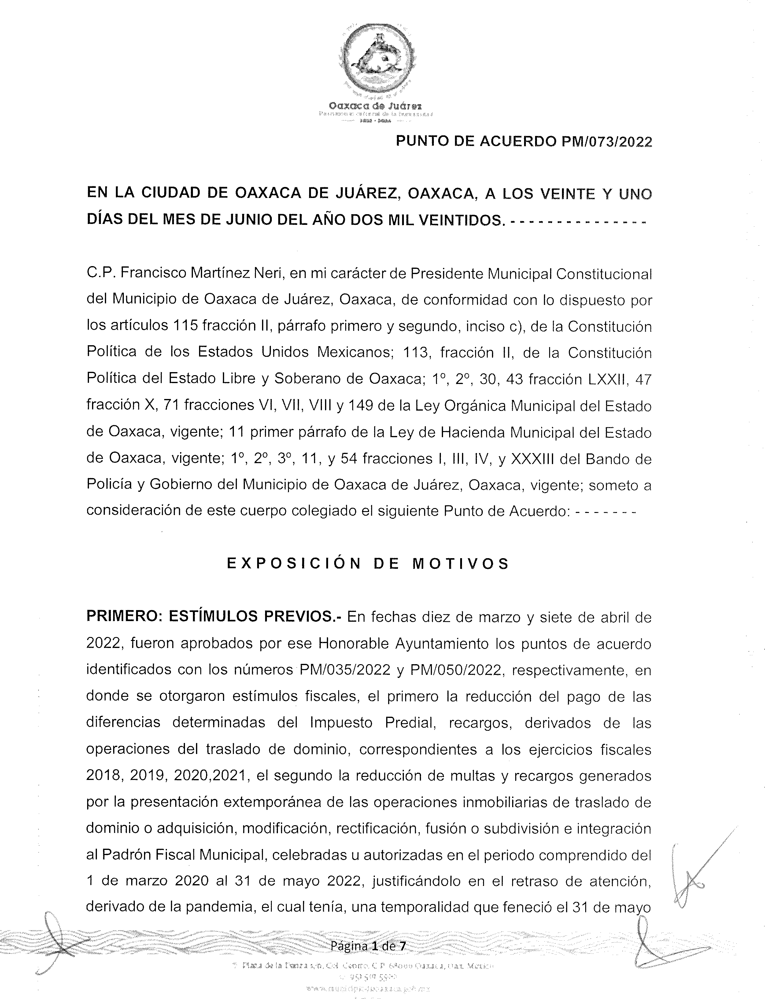 Oaxaca de Juárez
PUNTO DE ACUERDO PM/073/2022
EN LA CIUDAD DE OAXACA DE JUÁREZ, OAXACA, A LOS VEINTE Y UNO
DÍAS DEL MES DE JUNIO DEL AÑO DOS MIL VEINTIDOS. - - - - - - - - - - - - - - -
C.P. Francisco Martínez Neri, en mi carácter de Presidente Municipal Constitucional
del Municipio de Oaxaca de Juárez, Oaxaca, de conformidad con lo dispuesto por
los artículos 115 fracción II, párrafo primero y segundo, inciso c), de la Constitución
Política de los Estados Unidos Mexicanos; 113, fracción II, de la Constitución
Política del Estado Libre y Soberano de Oaxaca; 1º, 2º, 30, 43 fracción LXXII, 47
fracción X, 71 fracciones VI, VII, VIII y 149 de la Ley Orgánica Municipal del Estado
de Oaxaca, vigente; 11 primer párrafo de la Ley de Hacienda Municipal del Estado
de Oaxaca, vigente; 1º, 2º, 3º, 11, y 54 fracciones I, III, IV, y XXXIII del Bando de
Policía y Gobierno del Municipio de Oaxaca de Juárez, Oaxaca, vigente; someto a
consideración de este cuerpo colegiado el siguiente Punto de Acuerdo: - - - - - - -
EXPOSICIÓN DE MOTIVOS
PRIMERO: ESTÍMULOS PREVIOS.- En fechas diez de marzo y siete de abril de
2022, fueron aprobados por ese Honorable Ayuntamiento los puntos de acuerdo
identificados con los números PM/035/2022 y PM/050/2022, respectivamente, en
donde se otorgaron estímulos fiscales, el primero la reducción del pago de las
diferencias determinadas del Impuesto Predial, recargos, derivados de las
operaciones del traslado de dominio, correspondientes a los ejercicios fiscales
2018, 2019, 2020,2021, el segundo la reducción de multas y recargos generados
por la presentación extemporánea de las operaciones inmobiliarias de traslado de
dominio o adquisición, modificación, rectificación, fusión o subdivisión e integración
al Padrón Fiscal Municipal, celebradas u autorizadas en el periodo comprendido del
1 de marzo 2020 al 31 de mayo 2022, justificándolo en el retraso de atención,
derivado de la pandemia, el cual tenía, una temporalidad que feneció el 31 de mayo
Página 1 de 7
Plaza de la Danza s/n, Col. Centro, C.P. 68000 Oaxaca, Oax. México